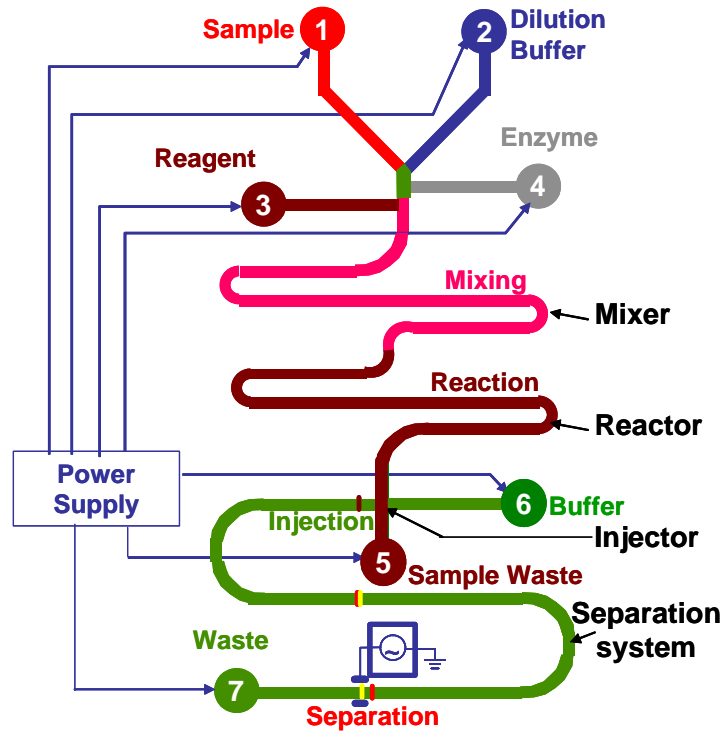 Sample
1
2
Dilution
Buffer
Enzyme
Reagent
3
4
Mixing
Mixer
Reaction
Reactor
Power
Supply
6
Buffer
Injection
Injector
5
Sample Waste
Separation
system
Waste
7
Separation